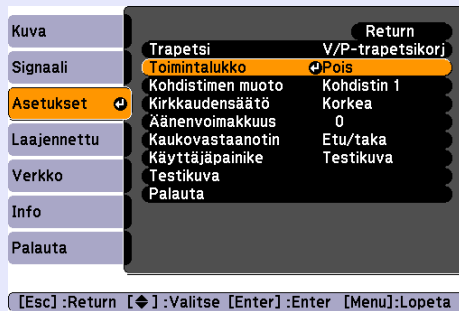 Kuva
Signaali
Asetukset
Laajennettu
Verkko
Info
Palauta
Return
Trapetsi V/P-trapetsikorj
Toimintalukko Pois
Kohdistimen muoto Kohdistin 1
Kirkkaudensäätö Korkea
Äänenvoimakkuus 0
Kaukovastaanotin Etu/taka
Käyttäjäpainike Testikuva
Testikuva
Palauta
[Esc] :Return [◆] :Valitse [Enter] :Enter [Menu]:Lopeta